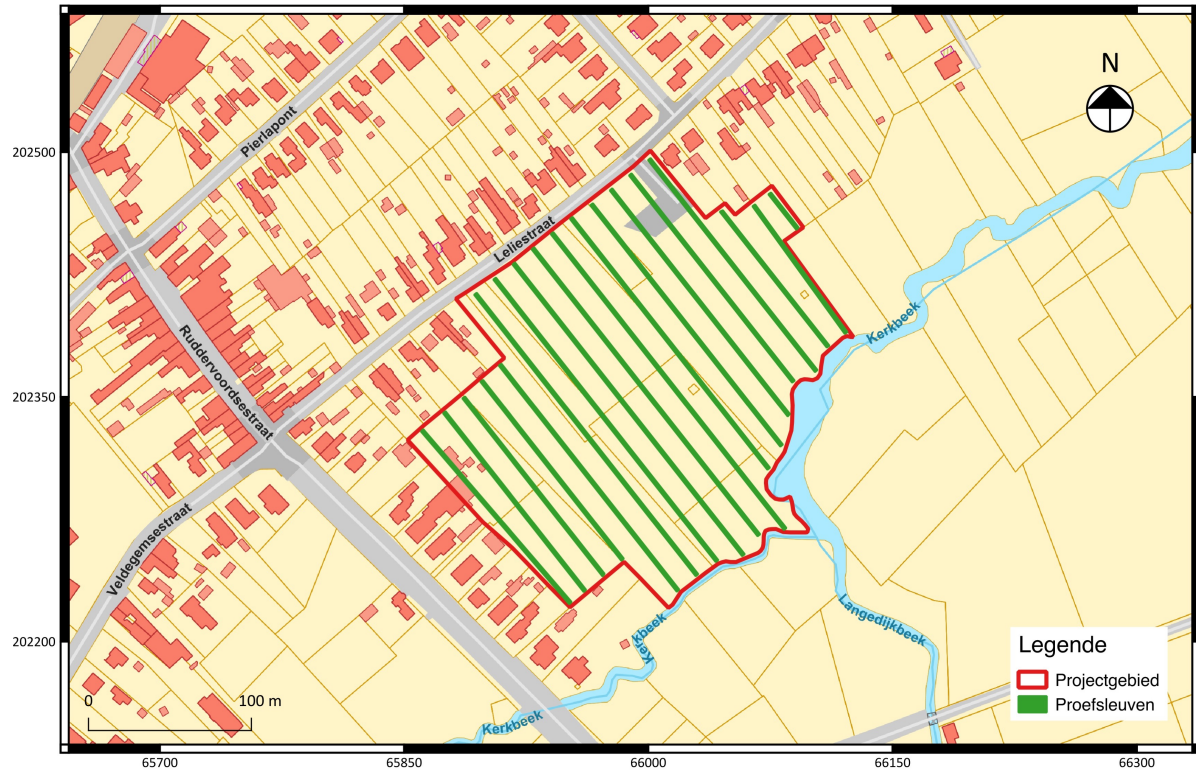 N
202500
202350
202200
Pierlapont
Leliestraat
Ruddervoordsestraat
Veldegemsestraat
Kerkbeek
Kerkbeek
Kerkbeek
Langedijkbeek
0 100 m
Legende
Projectgebied
Proefsleuven
65700 65850 66000 66150 66300